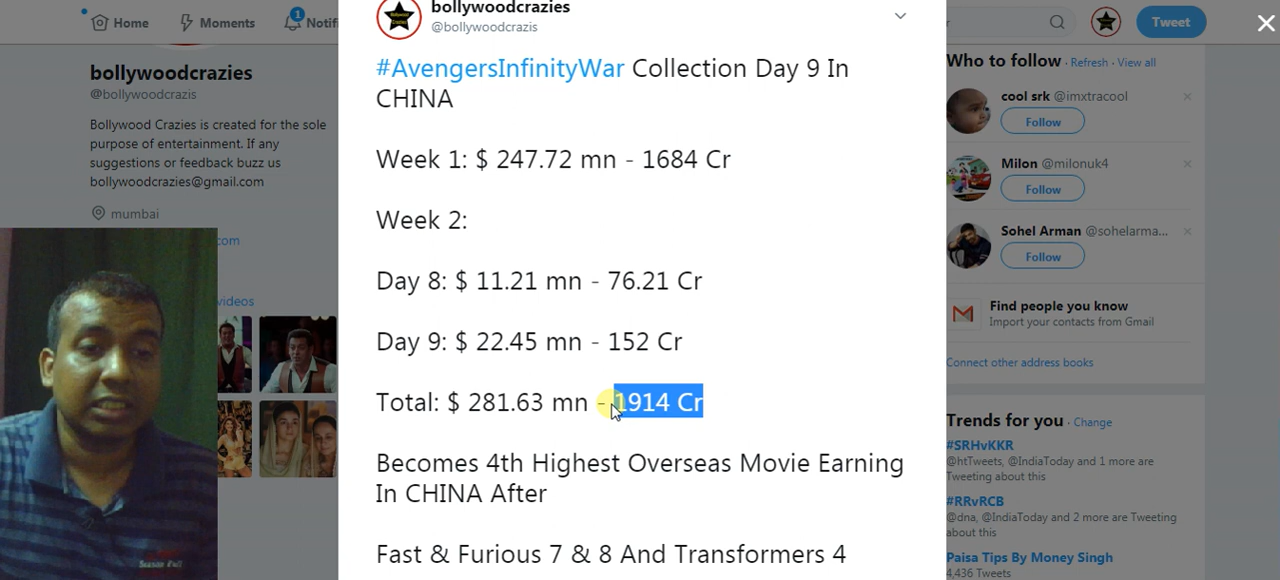 Home
Moments
1
Notifi
bollywoodcrazies
@bollywoodcrazis
Tweet
bollywoodcrazies
@bollywoodcrazis
Bollywood Crazies is created for the sole
purpose of entertainment. If any
suggestions or feedback buzz us
bollywoodcrazies@gmail.com
mumbai
com
videos
#AvengersInfinityWar Collection Day 9 In
CHINA
Week 1: $ 247.72 mn - 1684 Cr
Week 2:
Day 8: $ 11.21 mn - 76.21 Cr
Day 9: $ 22.45 mn - 152 Cr
Total: $ 281.63 mn - 1914 Cr
Becomes 4th Highest Overseas Movie Earning
In CHINA After
Fast & Furious 7 & 8 And Transformers 4
Who to follow · Refresh · View all
cool srk @imxtracool
Follow
Milon @milonuk4
Follow
Sohel Arman @sohelarma...
Follow
Find people you know
Import your contacts from Gmail
Connect other address books
Trends for you · Change
#SRHvKKR
@htTweets, @IndiaToday and 1 more are
Tweeting about this
#RRvRCB
@dna, @IndiaToday and 2 more are Tweeting
about this
Paisa Tips By Money Singh
4,436 Tweets